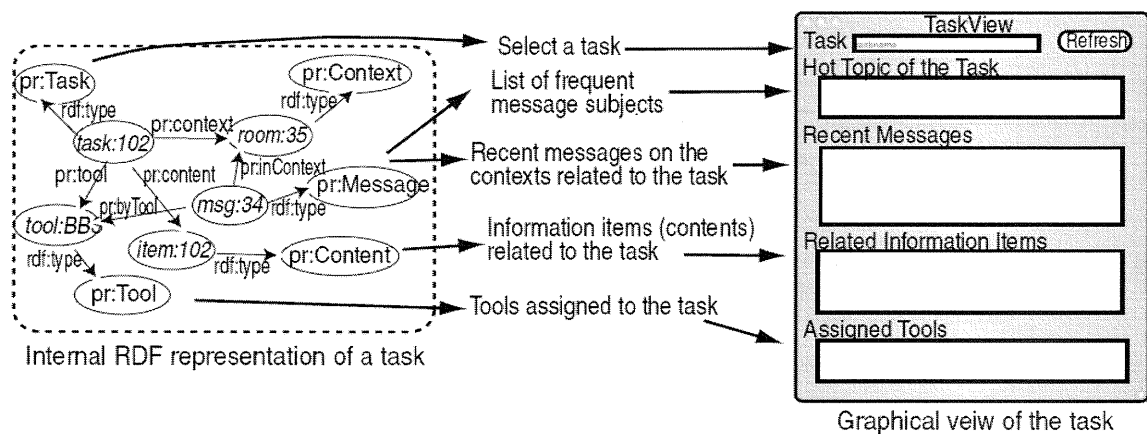 pr:Task
pr:Context
rdf:type
rdf:type
pr:context
task:102
room:35
pr:tool
pr:content
pr:inContext
pr:Message
msg:34
rdf:type
pr:byTool
tool:BBS
item:102
rdf:type
rdf:type
pr:Content
pr:Tool
Internal RDF representation of a task
Select a task
List of frequent
message subjects
Recent messages on the
contexts related to the task
Information items (contents)
related to the task
Tools assigned to the task
TaskView
Task
Refresh
Hot Topic of the Task
Recent Messages
Related Information Items
Assigned Tools
Graphical veiw of the task